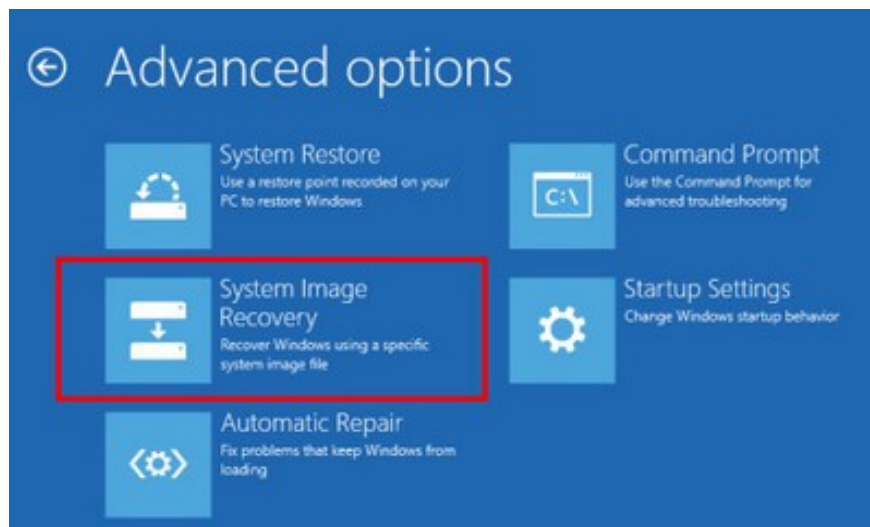 Advanced options
System Restore
Use a restore point recorded on your
PC to restore Windows
Command Prompt
Use the Command Prompt for
advanced troubleshooting
C:\
System Image
Recovery
Recover Windows using a specific
system image file
Startup Settings
Change Windows startup behavior
Automatic Repair
Fix problems that keep Windows from
loading